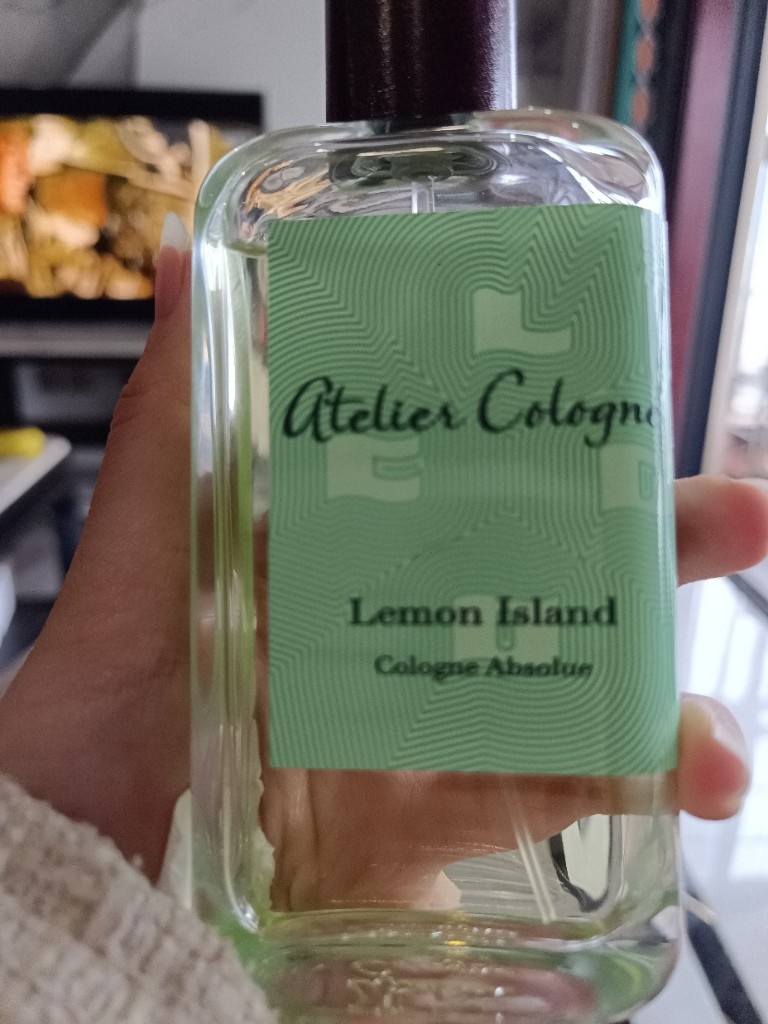 Atelier Cologne
Lemon Island
Cologne Absolue